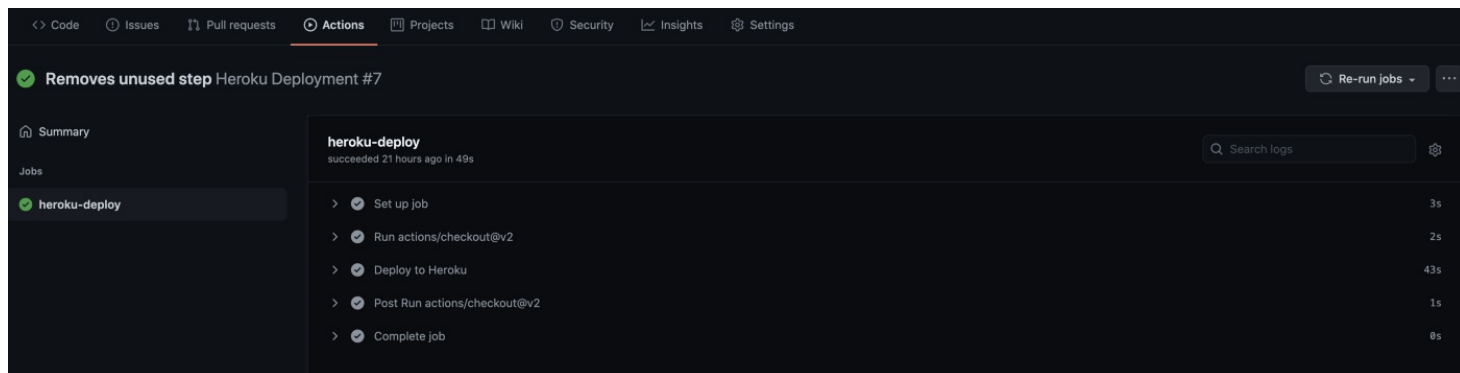 Code Issues Pull requests Actions Projects Wiki Security Insights Settings
Removes unused step Heroku Deployment #7 Re-run jobs
Summary
heroku-deploy
succeeded 21 hours ago in 49s
Search logs
Jobs
heroku-deploy
Set up job 3s
Run actions/checkout@v2 2s
Deploy to Heroku 43s
Post Run actions/checkout@v2 1s
Complete job 0s